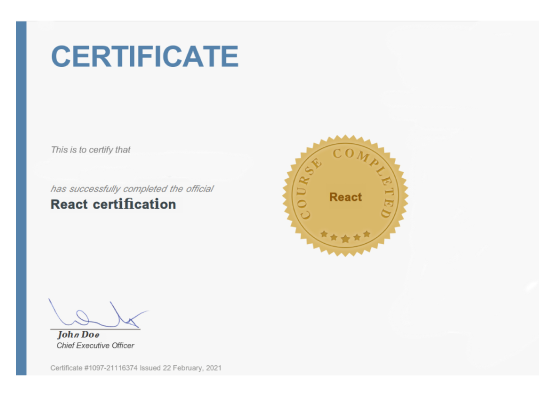 CERTIFICATE
This is to certify that
has successfully completed the official
React certification
COURSE COMPLETED
React
John Doe
Chief Executive Officer
Certificate #1097-21116374 Issued 22 February, 2021